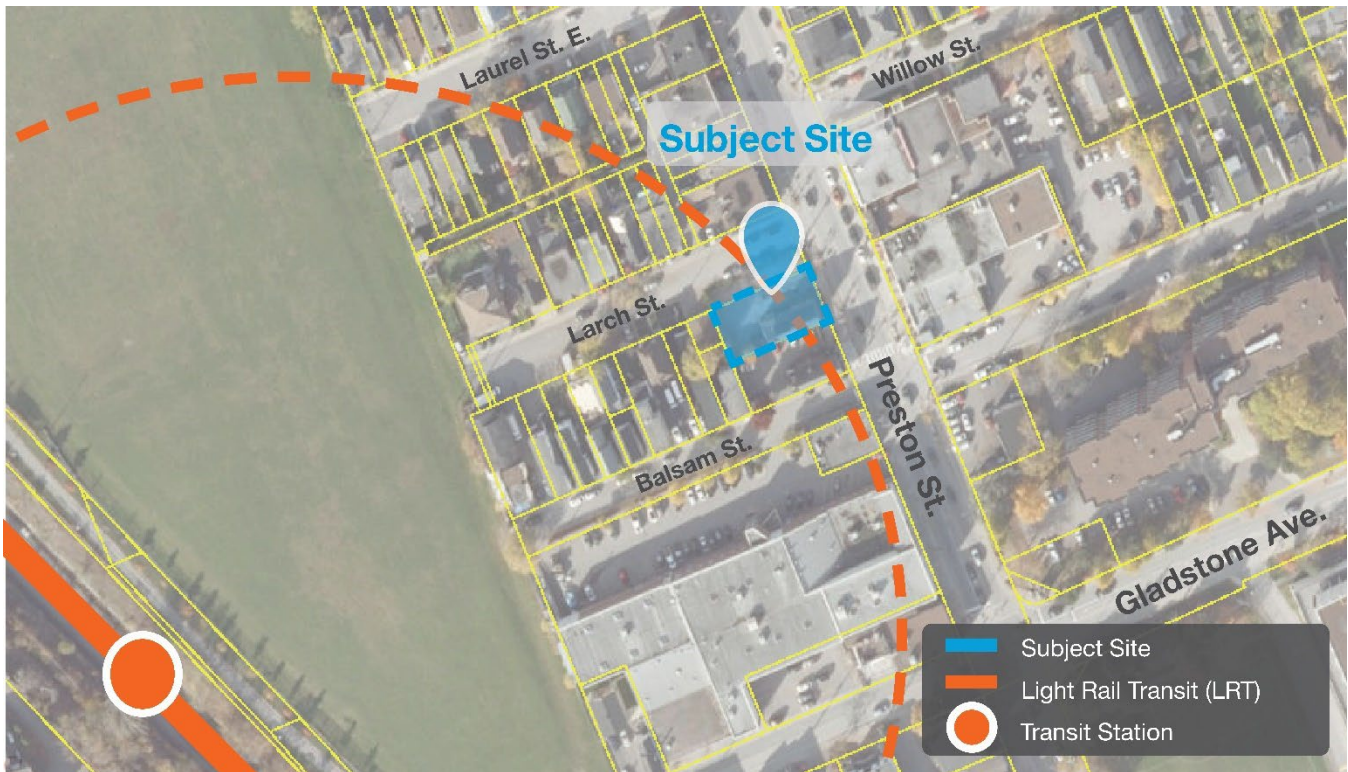 Laurel St. E.
Willow St.
Subject Site
Larch St.
Preston St.
Balsam St.
Gladstone Ave.
Subject Site
Light Rail Transit (LRT)
Transit Station